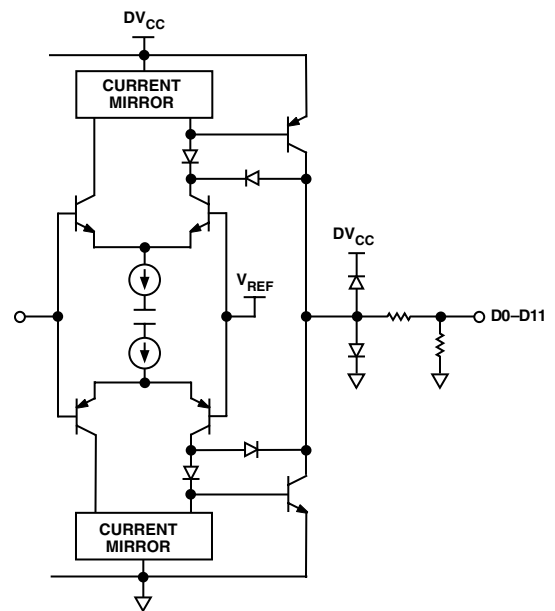 DVCC
CURRENT
MIRROR
DVCC
VREF
D0–D11
CURRENT
MIRROR